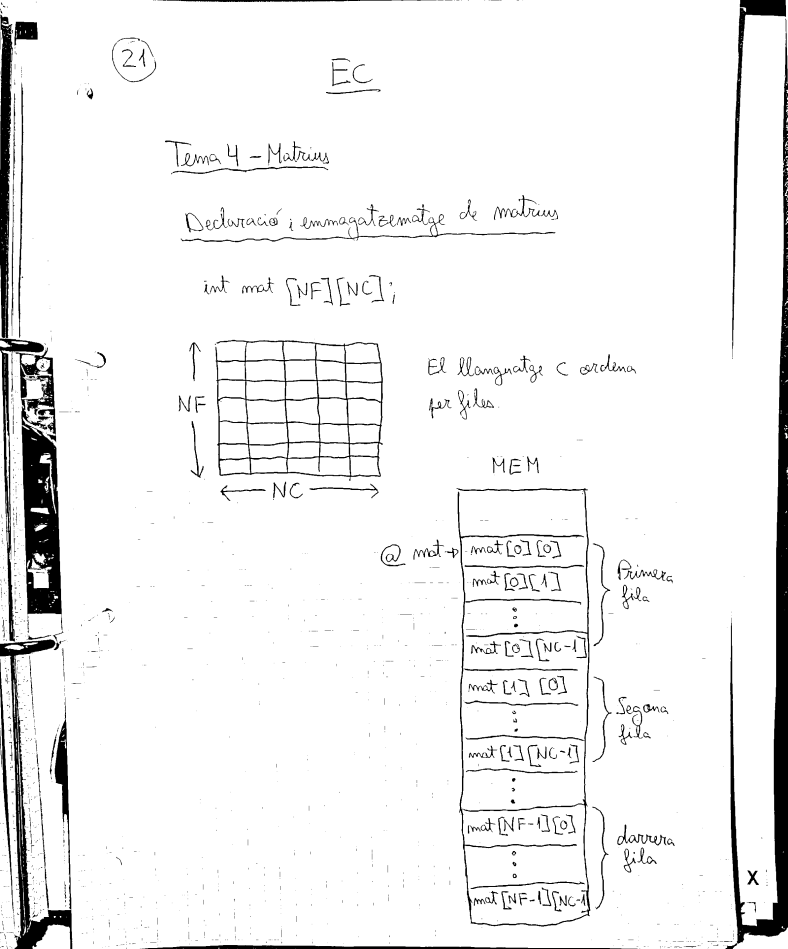 21
EC
Tema 4 - Matrius
Declaració i emmagatzematge de matrius
int mat [NF][NC];
NF
NC
El llenguatge C ordena
per files.
MEM
@ mat → mat[0][0]
mat[0][1]
mat[0][NC-1]
Primera
fila
mat[1][0]
mat[1][NC-1]
Segona
fila
mat[NF-1][0]
mat[NF-1][NC-1]
darrera
fila
X